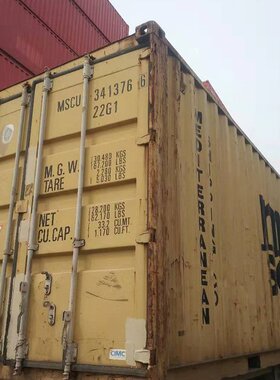 MSCU 341376 6
22G1
M.G.W. 30.480 KGS
67.200 LBS
TARE 2.280 KGS
5.030 LBS
NET 28.200 KGS
62.170 LBS
CU.CAP. 33.2 CU.MT.
1.170 CU.FT.
CIMC
MEDITERRANEAN